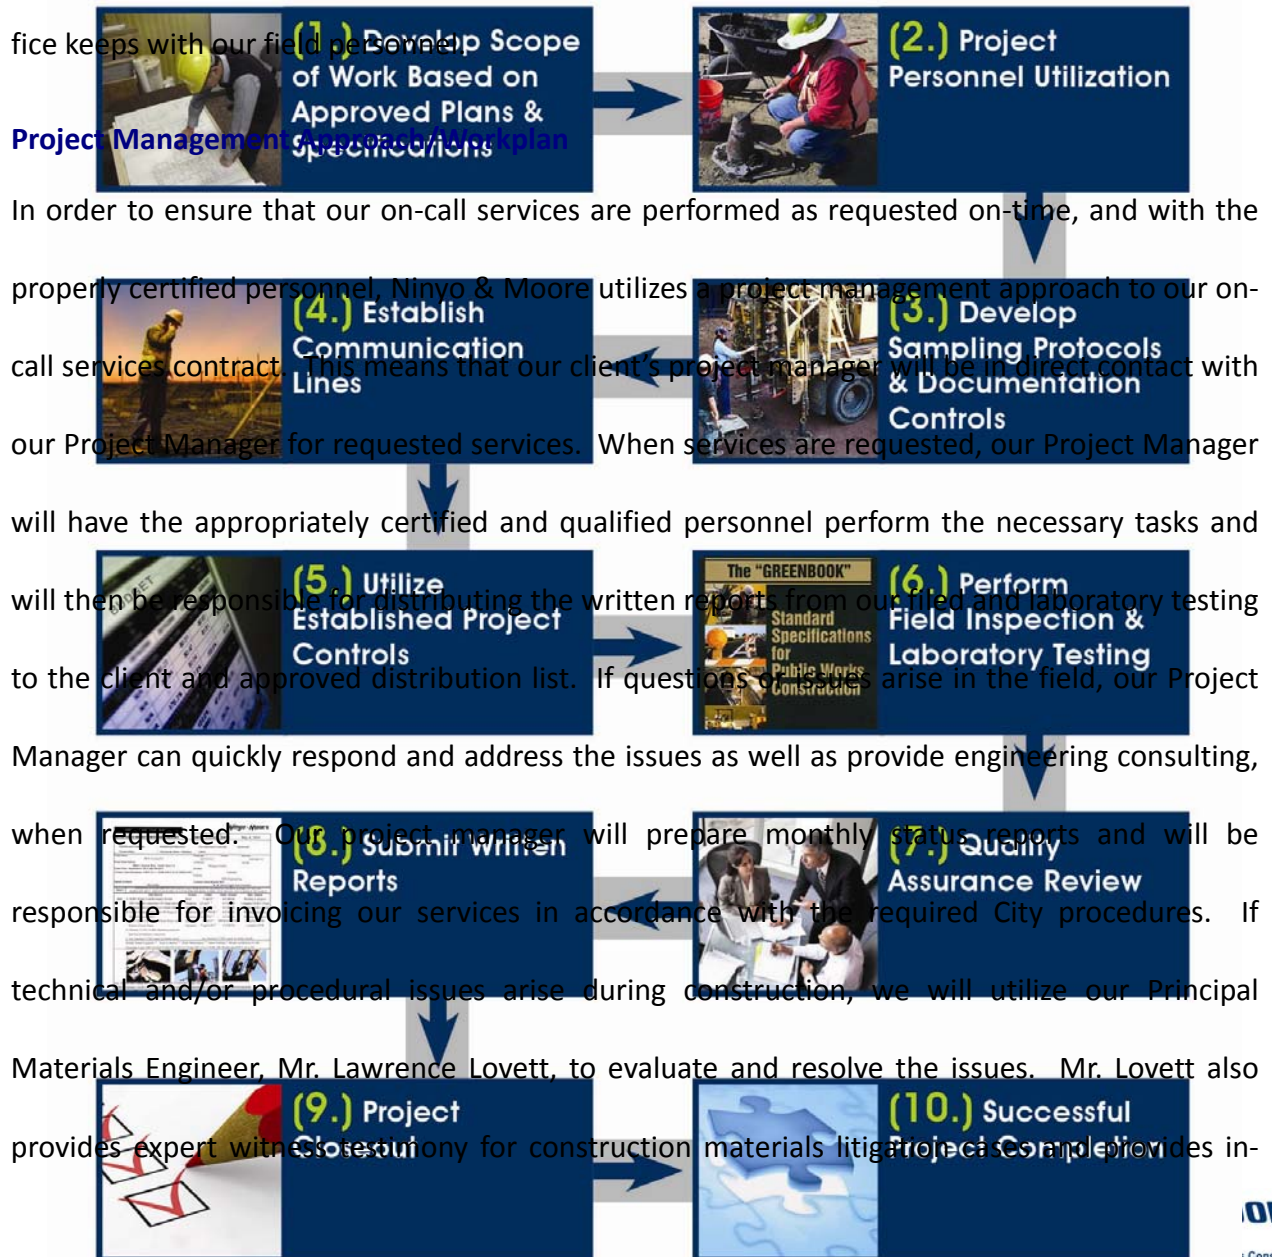 fice keeps with our field personnel.
Project Management Approach/Workplan
In order to ensure that our on-call services are performed as requested on-time, and with the
properly certified personnel, Ninyo & Moore utilizes a project management approach to our on-
call services contract. This means that our client's project manager will be in direct contact with
our Project Manager for requested services. When services are requested, our Project Manager
will have the appropriately certified and qualified personnel perform the necessary tasks and
will then be responsible for distributing the written reports from our filed and laboratory testing
to the client and approved distribution list. If questions or issues arise in the field, our Project
Manager can quickly respond and address the issues as well as provide engineering consulting,
when requested. Our project manager will prepare monthly status reports and will be
responsible for invoicing our services in accordance with the required City procedures. If
technical and/or procedural issues arise during construction, we will utilize our Principal
Materials Engineer, Mr. Lawrence Lovett, to evaluate and resolve the issues. Mr. Lovett also
provides expert witness testimony for construction materials litigation cases and provides in-
(1.) Develop Scope
of Work Based on
Approved Plans &
Specifications
(2.) Project
Personnel Utilization
(3.) Develop
Sampling Protocols
& Documentation
Controls
(4.) Establish
Communication
Lines
(5.) Utilize
Established Project
Controls
BUDGET
(6.) Perform
Field Inspection &
Laboratory Testing
The "GREENBOOK"
Standard
Specifications
for
Public Works
Construction
(7.) Quality
Assurance Review
(8.) Submit Written
Reports
(9.) Project
Closeout
(10.) Successful
Project Completion